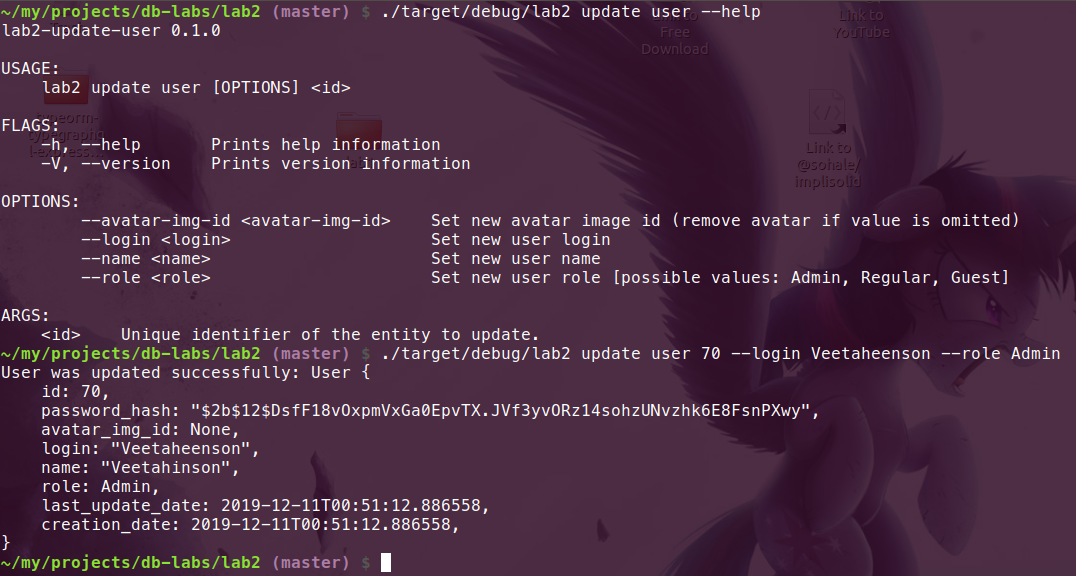 ~/my/projects/db-labs/lab2 (master) $ ./target/debug/lab2 update user --help
lab2-update-user 0.1.0
USAGE:
lab2 update user [OPTIONS] <id>
FLAGS:
-h, --help Prints help information
-V, --version Prints version information
OPTIONS:
--avatar-img-id <avatar-img-id> Set new avatar image id (remove avatar if value is omitted)
--login <login> Set new user login
--name <name> Set new user name
--role <role> Set new user role [possible values: Admin, Regular, Guest]
ARGS:
<id> Unique identifier of the entity to update.
~/my/projects/db-labs/lab2 (master) $ ./target/debug/lab2 update user 70 --login Veetaheenson --role Admin
User was updated successfully: User {
id: 70,
password_hash: "$2b$12$DsfF18vOxpmVxGa0EpvTX.JVf3yvORz14sohzUNvzhk6E8FsnPXwy",
avatar_img_id: None,
login: "Veetaheenson",
name: "Veetahinson",
role: Admin,
last_update_date: 2019-12-11T00:51:12.886558,
creation_date: 2019-12-11T00:51:12.886558,
}
~/my/projects/db-labs/lab2 (master) $
to
Free
Download
Link to
YouTube
Link to
@sohale/
implisolid